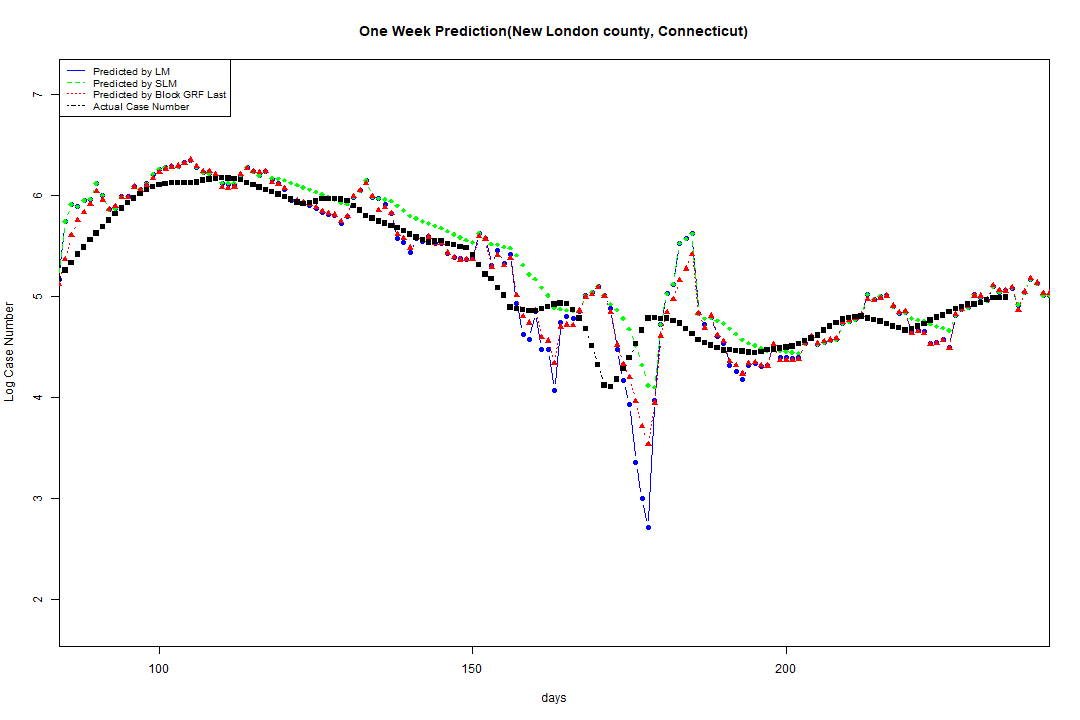 One Week Prediction(New London county, Connecticut)
Predicted by LM
Predicted by SLM
Predicted by Block GRF Last
Actual Case Number
7
6
5
4
3
2
Log Case Number
100 150 200
days